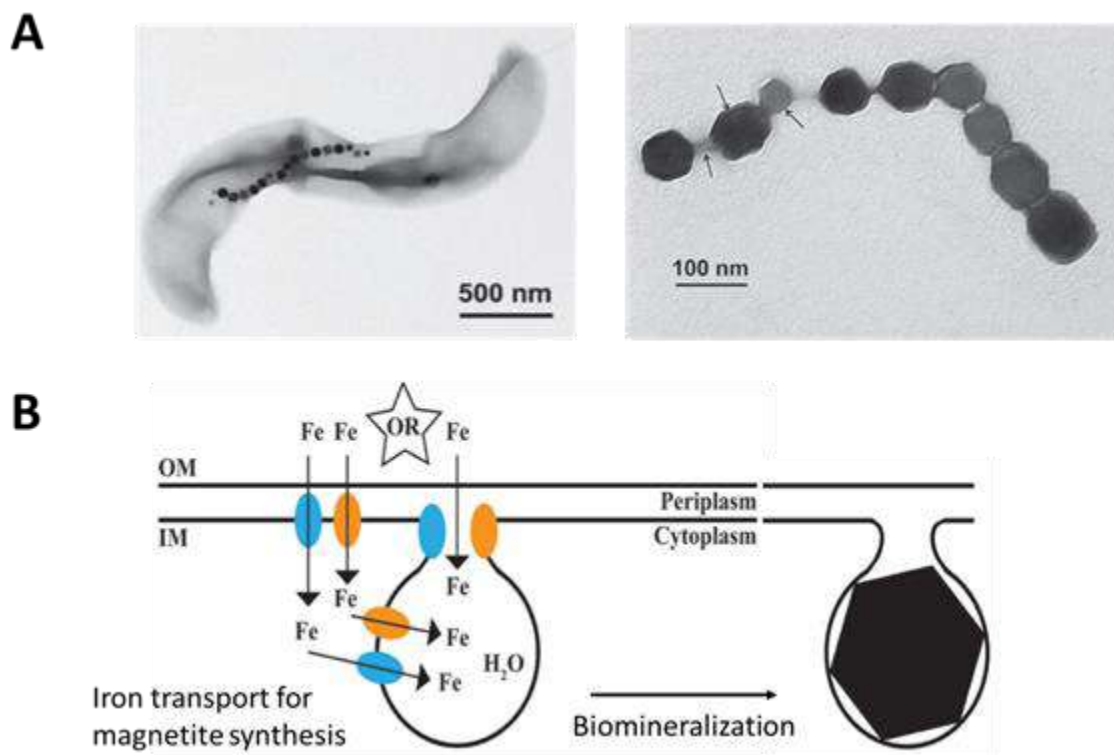 A
500 nm
100 nm
B
Fe Fe OR Fe
OM
Periplasm
IM
Cytoplasm
Fe
Fe
Fe
Fe
H₂O
Fe
Iron transport for
magnetite synthesis
Biomineralization